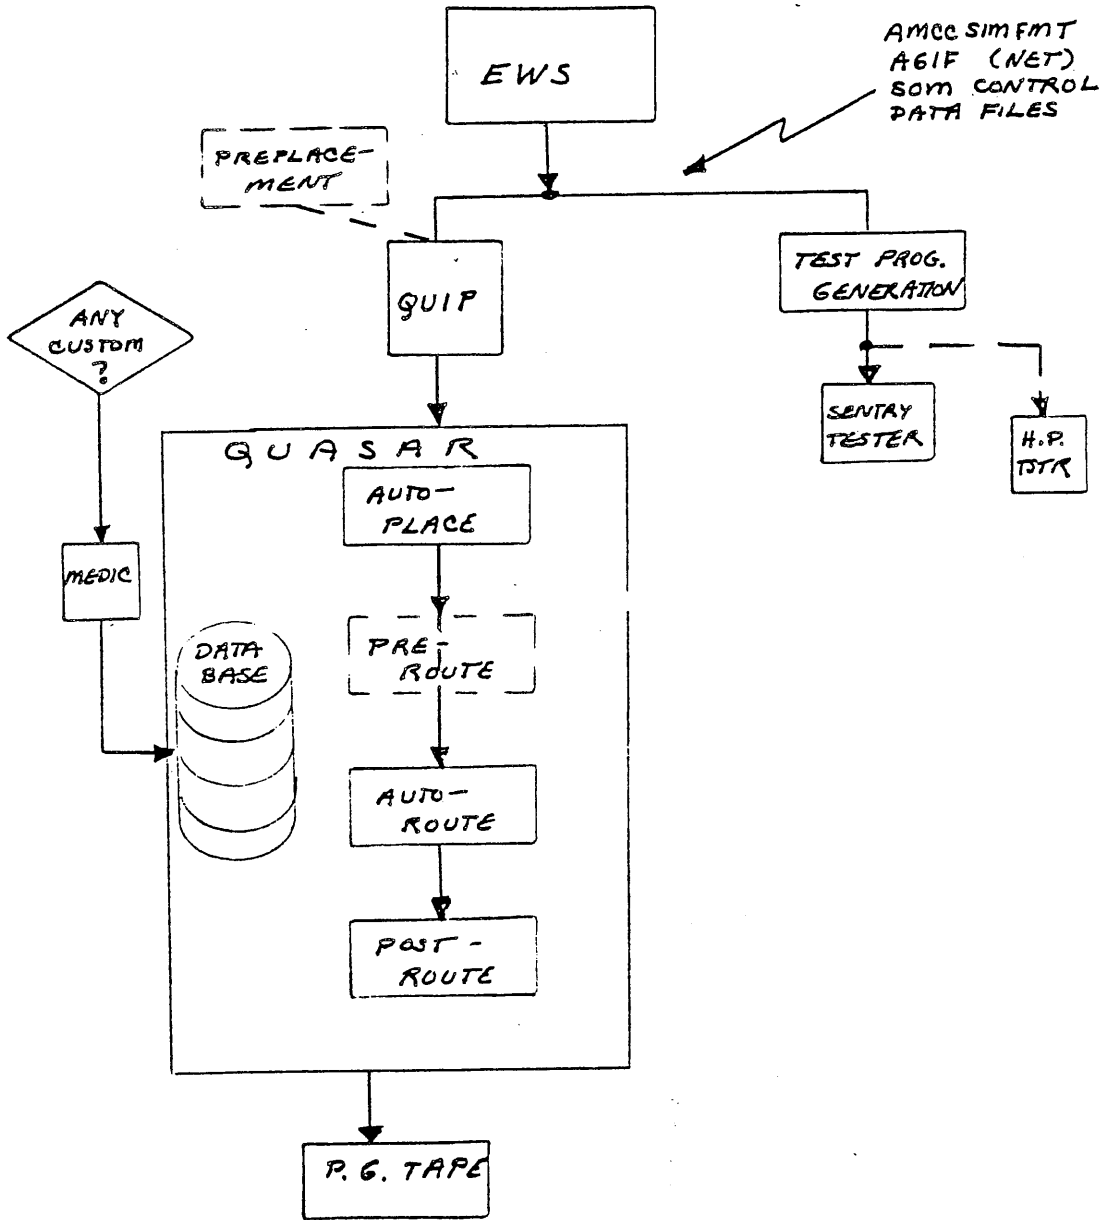 EWS
AMCC SIMFMT
AGIF (NET)
SOM CONTROL
DATA FILES
PREPLACE-
MENT
QUIP
TEST PROG.
GENERATION
ANY
CUSTOM
?
SENTRY
TESTER
H.P.
TSTR
QUASAR
AUTO-
PLACE
MEDIC
PRE-
ROUTE
DATA
BASE
AUTO-
ROUTE
POST-
ROUTE
P.G. TAPE